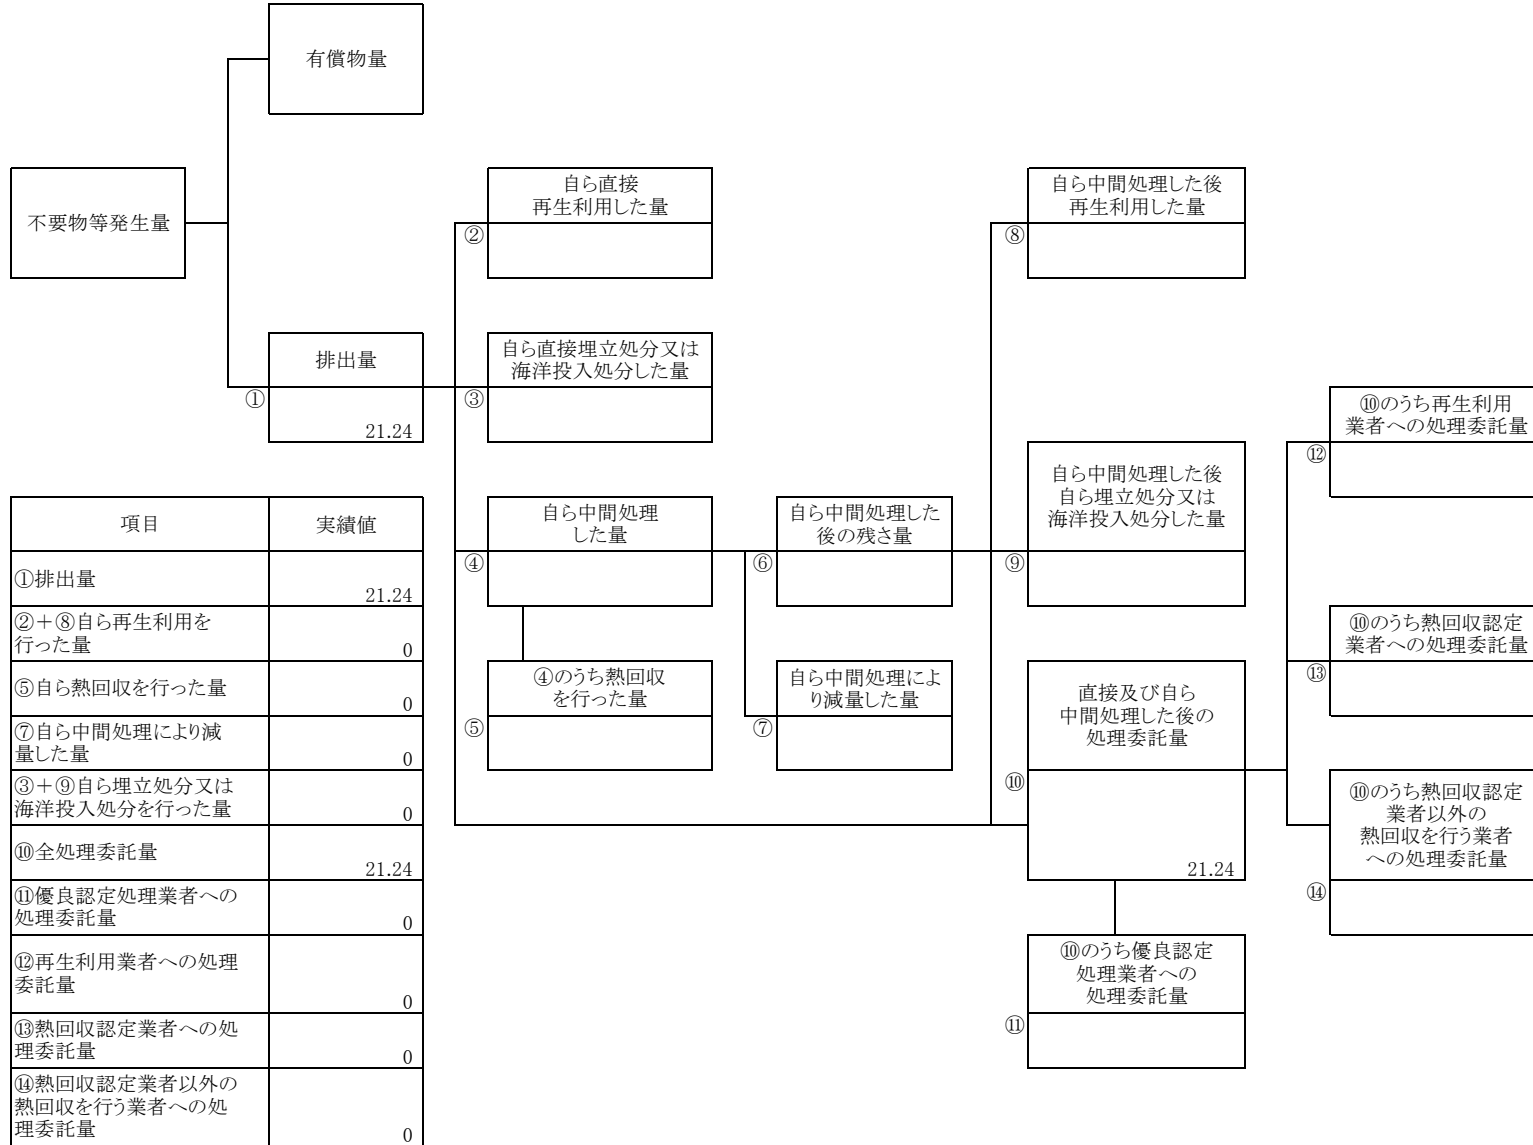 有償物量
不要物等発生量
自ら直接
再生利用した量
②
自ら中間処理した後
再生利用した量
⑧
排出量
①
21.24
自ら直接埋立処分又は
海洋投入処分した量
③
⑩のうち再生利用
業者への処理委託量
⑫
自ら中間処理した後
自ら埋立処分又は
海洋投入処分した量
⑨
自ら中間処理
した量
④
自ら中間処理した
後の残さ量
⑥
④のうち熱回収
を行った量
⑤
自ら中間処理によ
り減量した量
⑦
直接及び自ら
中間処理した後の
処理委託量
⑩
21.24
⑩のうち熱回収認定
業者への処理委託量
⑬
⑩のうち熱回収認定
業者以外の
熱回収を行う業者
への処理委託量
⑭
⑩のうち優良認定
処理業者への
処理委託量
⑪
項目
実績値
①排出量
21.24
②+⑧自ら再生利用を
行った量
0
⑤自ら熱回収を行った量
0
⑦自ら中間処理により減
量した量
0
③+⑨自ら埋立処分又は
海洋投入処分を行った量
0
⑩全処理委託量
21.24
⑪優良認定処理業者への
処理委託量
0
⑫再生利用業者への処理
委託量
0
⑬熱回収認定業者への処
理委託量
0
⑭熱回収認定業者以外の
熱回収を行う業者への処
理委託量
0